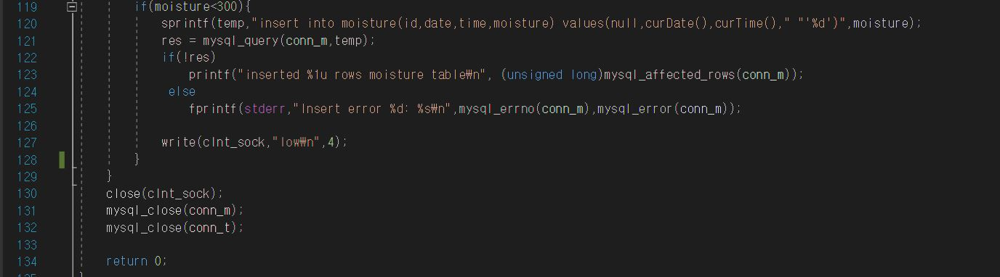 119 if(moisture<300){
120 sprintf(temp,"insert into moisture(id,date,time,moisture) values(null,curDate(),curTime()," "'%d')",moisture);
121 res = mysql_query(conn_m,temp);
122 if(!res)
123 printf("inserted %1u rows moisture table₩n", (unsigned long)mysql_affected_rows(conn_m));
124 else
125 fprintf(stderr,"Insert error %d: %s₩n",mysql_errno(conn_m),mysql_error(conn_m));
126
127 write(clnt_sock,"low₩n",4);
128 }
129 }
130 close(clnt_sock);
131 mysql_close(conn_m);
132 mysql_close(conn_t);
133
134 return 0;